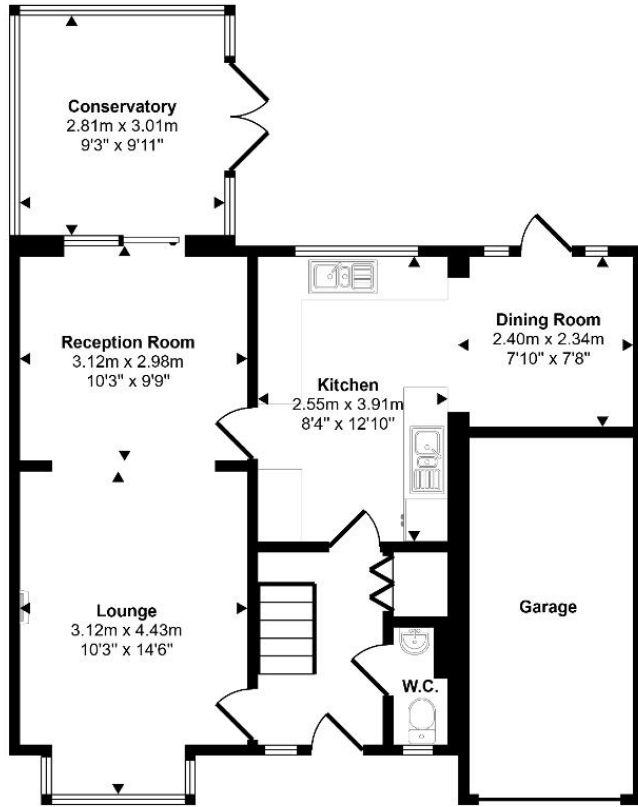 Conservatory
2.81m x 3.01m
9'3" x 9'11"
Reception Room
3.12m x 2.98m
10'3" x 9'9"
Kitchen
2.55m x 3.91m
8'4" x 12'10"
Dining Room
2.40m x 2.34m
7'10" x 7'8"
Lounge
3.12m x 4.43m
10'3" x 14'6"
Garage
W.C.